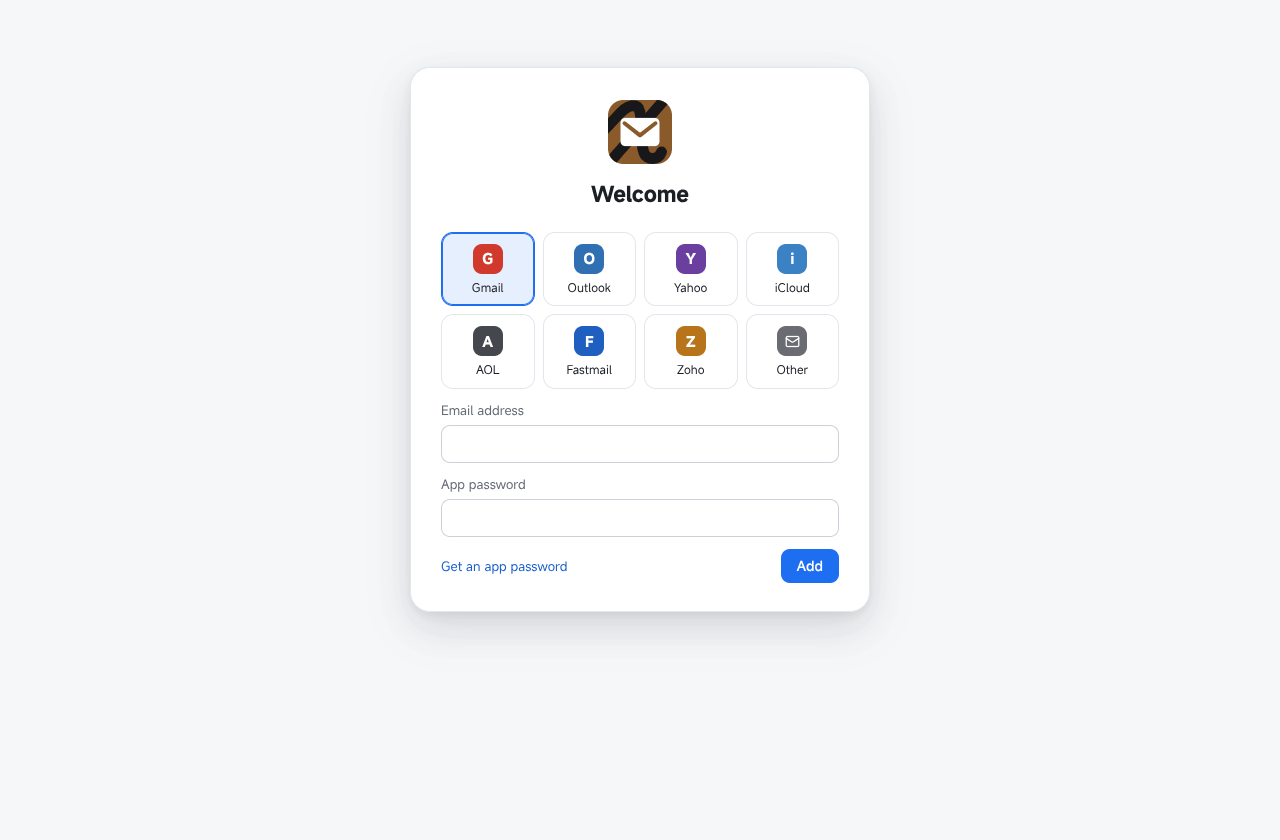 Welcome
G
Gmail
O
Outlook
Y
Yahoo
i
iCloud
A
AOL
F
Fastmail
Z
Zoho
Other
Email address
App password
Get an app password
Add